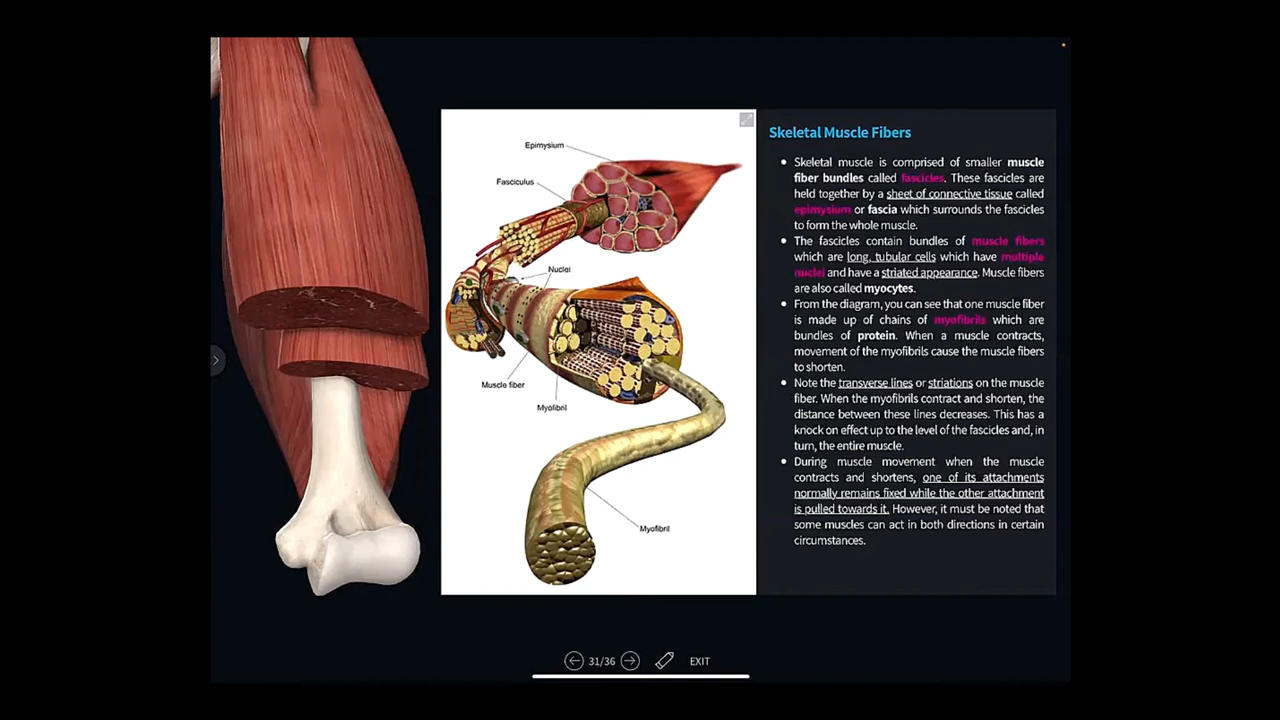 Epimysium
Fasciculus
Nuclei
Muscle fiber
Myofibril
Myofibril
Skeletal Muscle Fibers
• Skeletal muscle is comprised of smaller muscle
fiber bundles called fascicles. These fascicles are
held together by a sheet of connective tissue called
epimysium or fascia which surrounds the fascicles
to form the whole muscle.
• The fascicles contain bundles of muscle fibers
which are long, tubular cells which have multiple
nuclei and have a striated appearance. Muscle fibers
are also called myocytes.
• From the diagram, you can see that one muscle fiber
is made up of chains of myofibrils which are
bundles of protein. When a muscle contracts,
movement of the myofibrils cause the muscle fibers
to shorten.
• Note the transverse lines or striations on the muscle
fiber. When the myofibrils contract and shorten, the
distance between these lines decreases. This has a
knock on effect up to the level of the fascicles and, in
turn, the entire muscle.
• During muscle movement when the muscle
contracts and shortens, one of its attachments
normally remains fixed while the other attachment
is pulled towards it. However, it must be noted that
some muscles can act in both directions in certain
circumstances.
31/36
EXIT